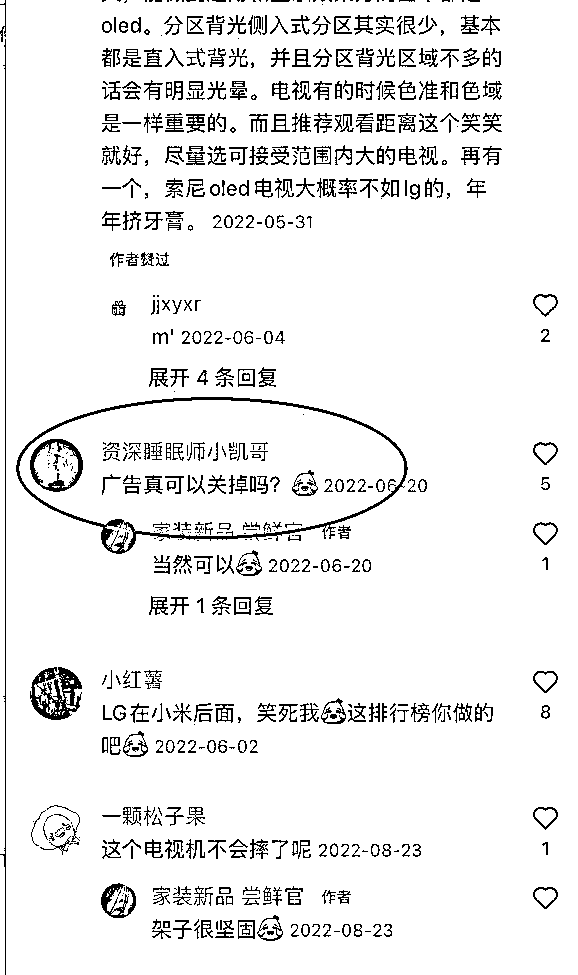 oled。分区背光侧入式分区其实很少，基本
都是直入式背光，并且分区背光区域不多的
话会有明显光晕。电视有的时候色准和色域
是一样重要的。而且推荐观看距离这个笑笑
就好，尽量选可接受范围内大的电视。再有
一个，索尼oled电视大概率不如lg的，年
年挤牙膏。 2022-05-31
作者赞过
jjxyxr
m' 2022-06-04
2
展开 4 条回复
资深睡眠师小凯哥
广告真可以关掉吗？ 2022-06-20
5
家装新品 尝鲜官 作者
当然可以 2022-06-20
1
展开 1 条回复
小红薯
LG在小米后面，笑死我这排行榜你做的
吧 2022-06-02
8
一颗松子果
这个电视机不会摔了呢 2022-08-23
1
家装新品 尝鲜官 作者
架子很坚固 2022-08-23